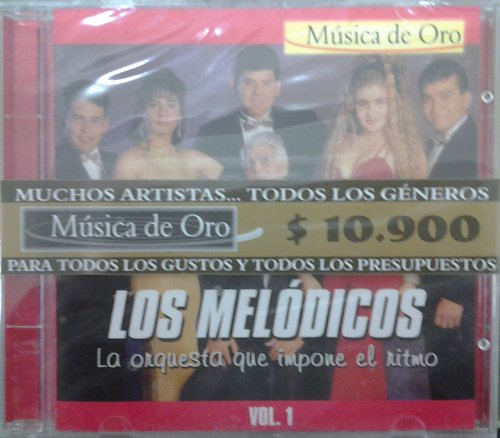 Música de Oro
MUCHOS ARTISTAS... TODOS LOS GÉNEROS
Música de Oro $ 10.900
PARA TODOS LOS GUSTOS Y TODOS LOS PRESUPUESTOS
LOS MELÓDICOS
La orquesta que impone el ritmo
VOL. 1